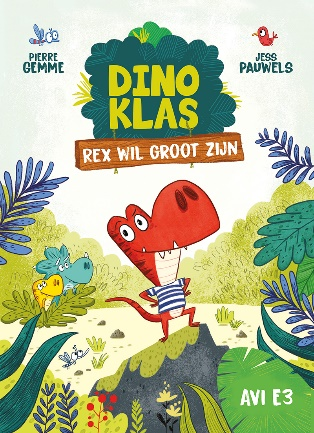 PIERRE
GEMME
JESS
PAUWELS
DINO
KLAS
REX WIL GROOT ZIJN
AVI E3